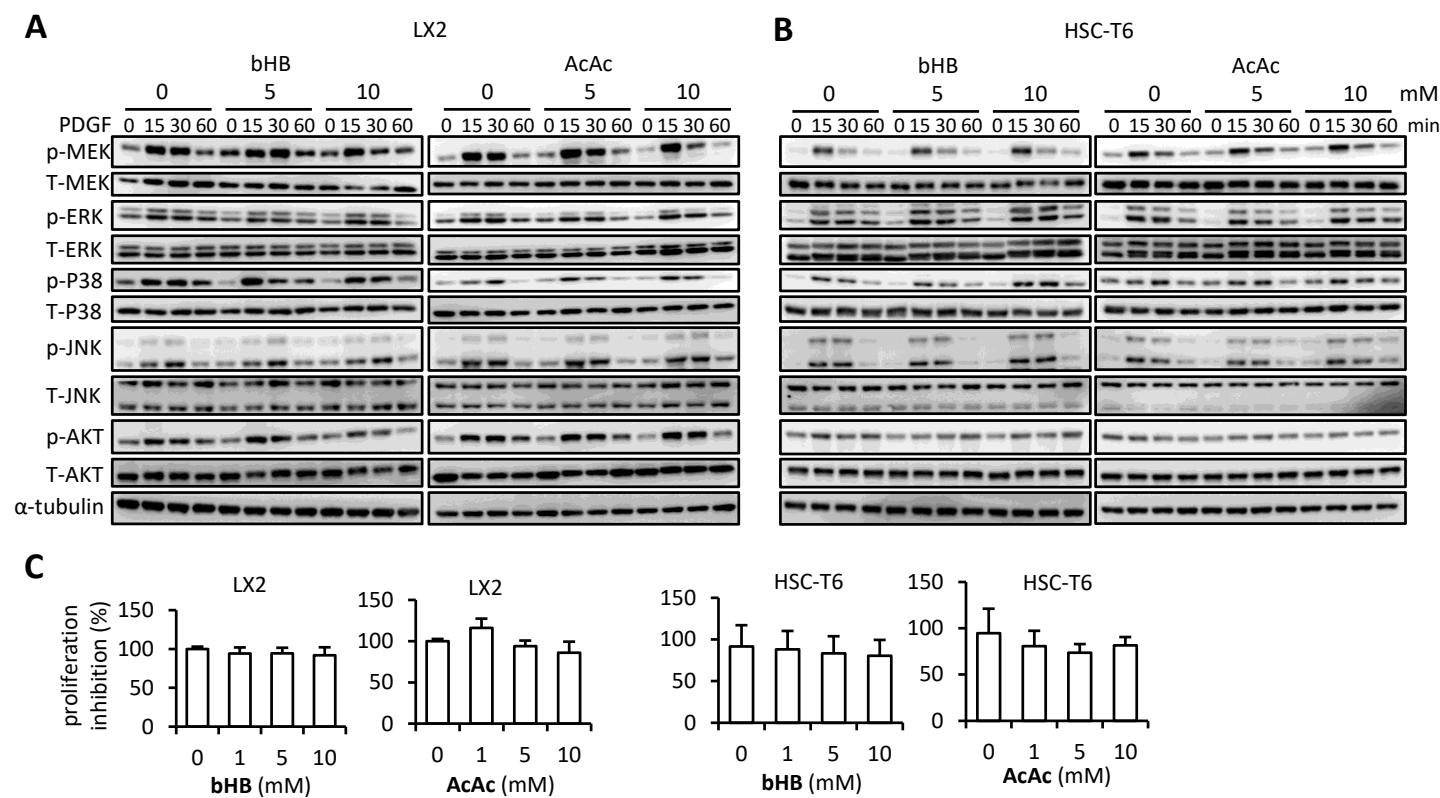 A
LX2
bHB
AcAc
0 5 10
0 5 10
PDGF 0 15 30 60 0 15 30 60 0 15 30 60
0 15 30 60 0 15 30 60 0 15 30 60
p-MEK
T-MEK
p-ERK
T-ERK
p-P38
T-P38
p-JNK
T-JNK
p-AKT
T-AKT
α-tubulin
B
HSC-T6
bHB
AcAc
0 5 10
0 5 10 mM
0 15 30 60 0 15 30 60 0 15 30 60
0 15 30 60 0 15 30 60 0 15 30 60 min
C
proliferation
inhibition (%)
LX2
150
100
50
0
0 1 5 10
bHB (mM)
LX2
150
100
50
0
0 1 5 10
AcAc (mM)
HSC-T6
150
100
50
0
0 1 5 10
bHB (mM)
HSC-T6
150
100
50
0
0 1 5 10
AcAc (mM)